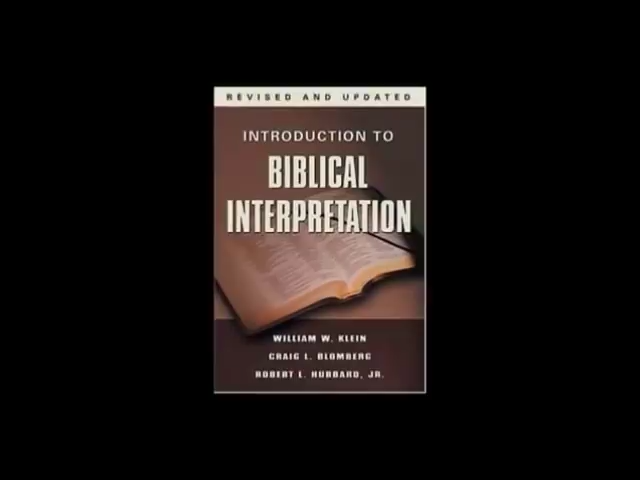 REVISED AND UPDATED
INTRODUCTION TO
BIBLICAL
INTERPRETATION
WILLIAM W. KLEIN
CRAIG L. BLOMBERG
ROBERT L. HUBBARD, JR.